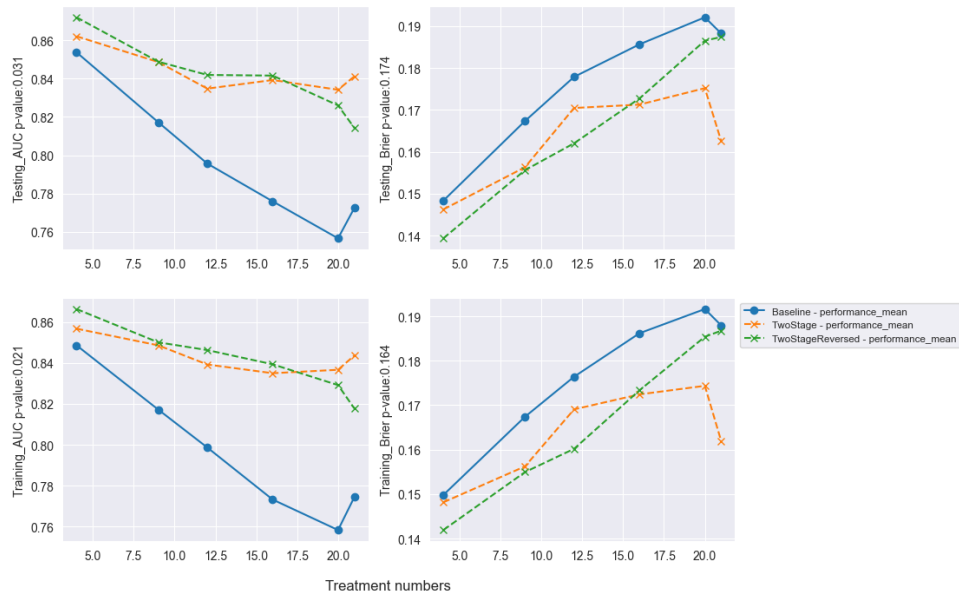 Testing_AUC p-value:0.031
0.86
0.84
0.82
0.80
0.78
0.76
5.0 7.5 10.0 12.5 15.0 17.5 20.0
Testing_Brier p-value:0.174
0.19
0.18
0.17
0.16
0.15
0.14
5.0 7.5 10.0 12.5 15.0 17.5 20.0
Training_AUC p-value:0.021
0.86
0.84
0.82
0.80
0.78
0.76
5.0 7.5 10.0 12.5 15.0 17.5 20.0
Training_Brier p-value:0.164
0.19
0.18
0.17
0.16
0.15
0.14
5.0 7.5 10.0 12.5 15.0 17.5 20.0
Baseline - performance_mean
TwoStage - performance_mean
TwoStageReversed - performance_mean
Treatment numbers